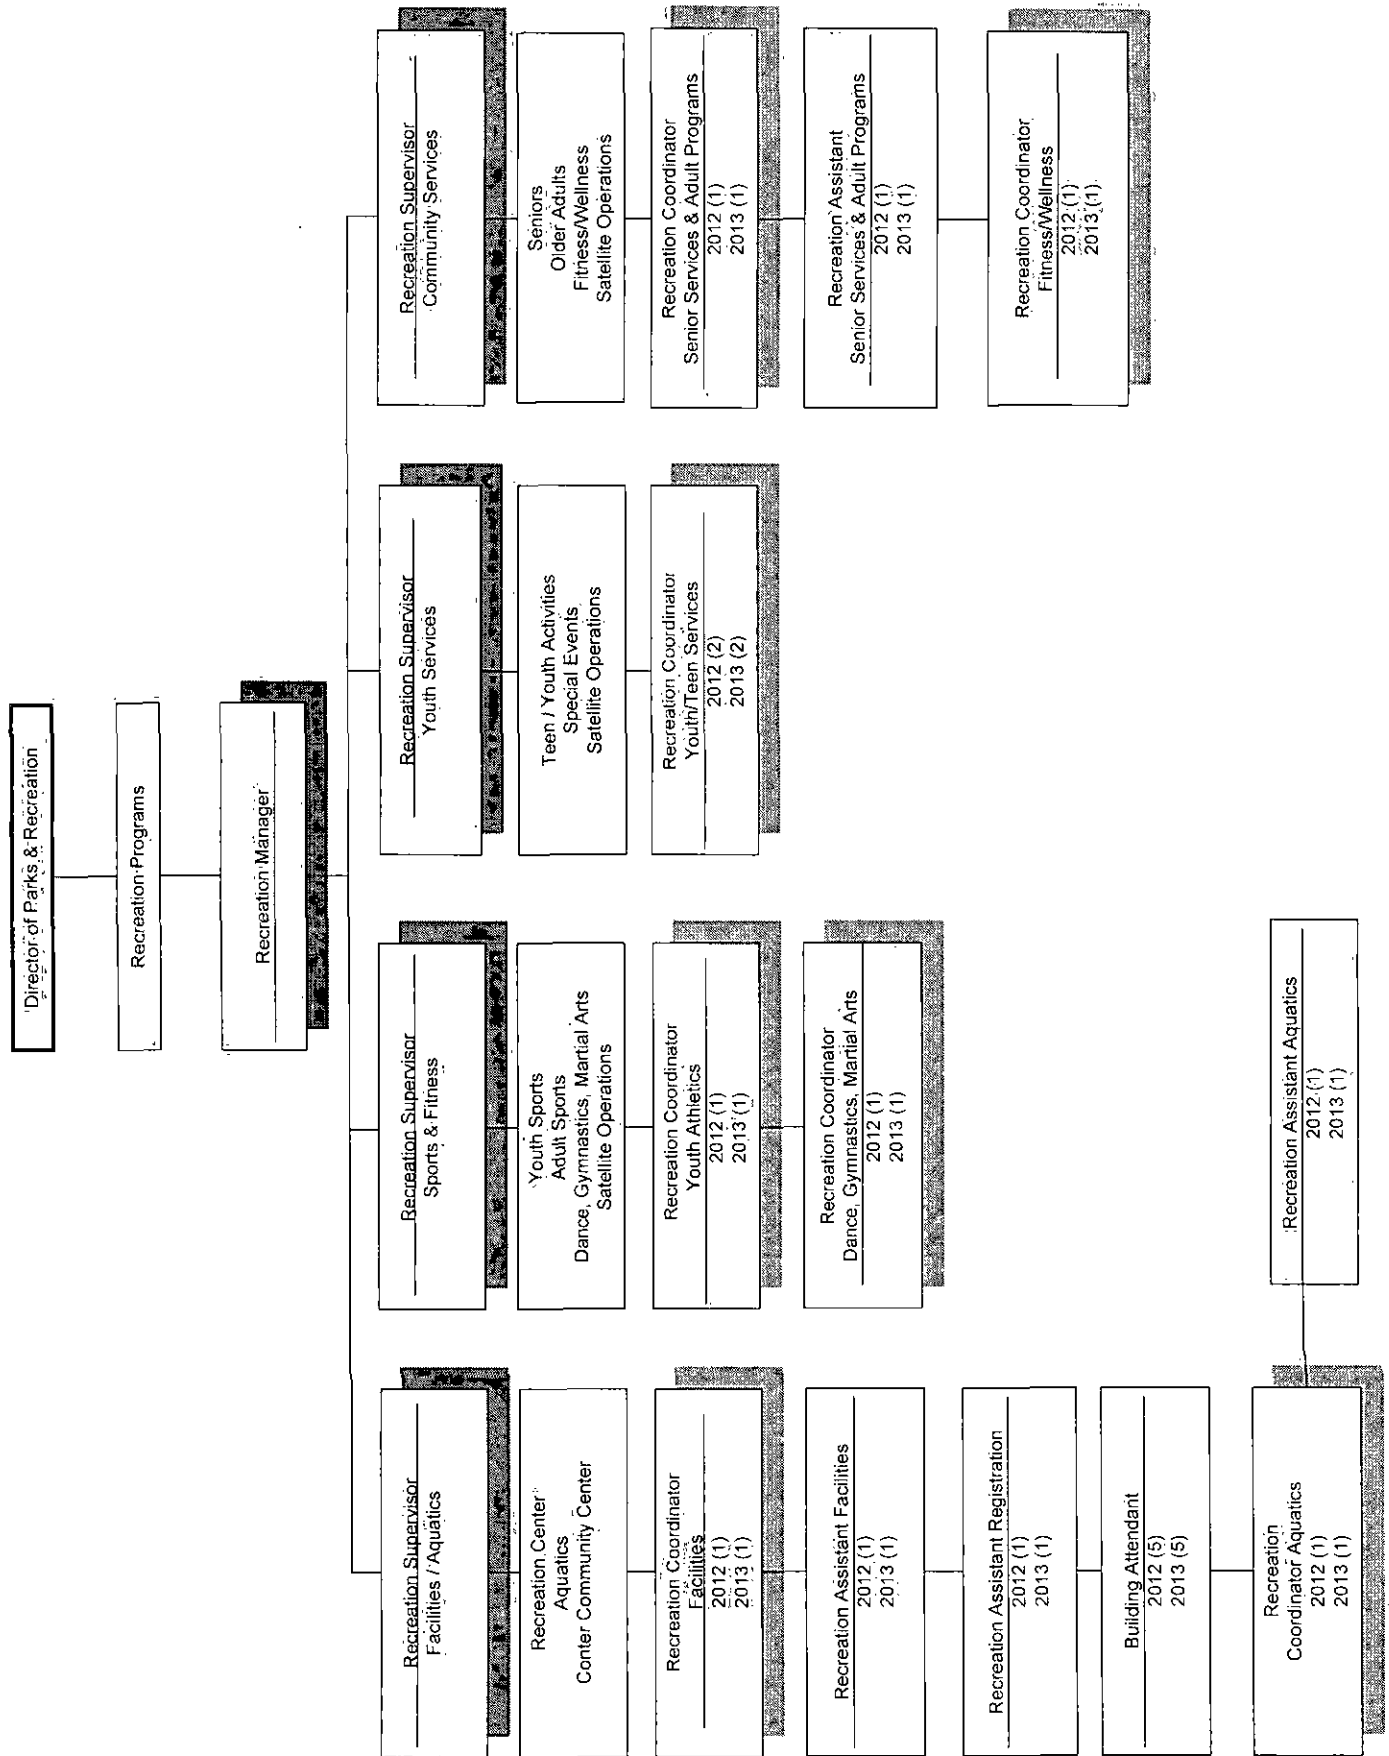 Director of Parks & Recreation
Recreation Programs
Recreation Manager
Recreation Supervisor
Facilities / Aquatics
Recreation Center
Aquatics
Conter Community Center
Recreation Coordinator
Facilities
2012 (1)
2013 (1)
Recreation Assistant Facilities
2012 (1)
2013 (1)
Recreation Assistant Registration
2012 (1)
2013 (1)
Building Attendant
2012 (5)
2013 (5)
Recreation
Coordinator Aquatics
2012 (1)
2013 (1)
Recreation Assistant Aquatics
2012 (1)
2013 (1)
Recreation Supervisor
Sports & Fitness
Youth Sports
Adult Sports
Dance, Gymnastics, Martial Arts
Satellite Operations
Recreation Coordinator
Youth Athletics
2012 (1)
2013 (1)
Recreation Coordinator
Dance, Gymnastics, Martial Arts
2012 (1)
2013 (1)
Recreation Supervisor
Youth Services
Teen / Youth Activities
Special Events
Satellite Operations
Recreation Coordinator
Youth/Teen Services
2012 (2)
2013 (2)
Recreation Supervisor
Community Services
Seniors
Older Adults
Fitness/Wellness
Satellite Operations
Recreation Coordinator
Senior Services & Adult Programs
2012 (1)
2013 (1)
Recreation Assistant
Senior Services & Adult Programs
2012 (1)
2013 (1)
Recreation Coordinator
Fitness/Wellness
2012 (1)
2013 (1)